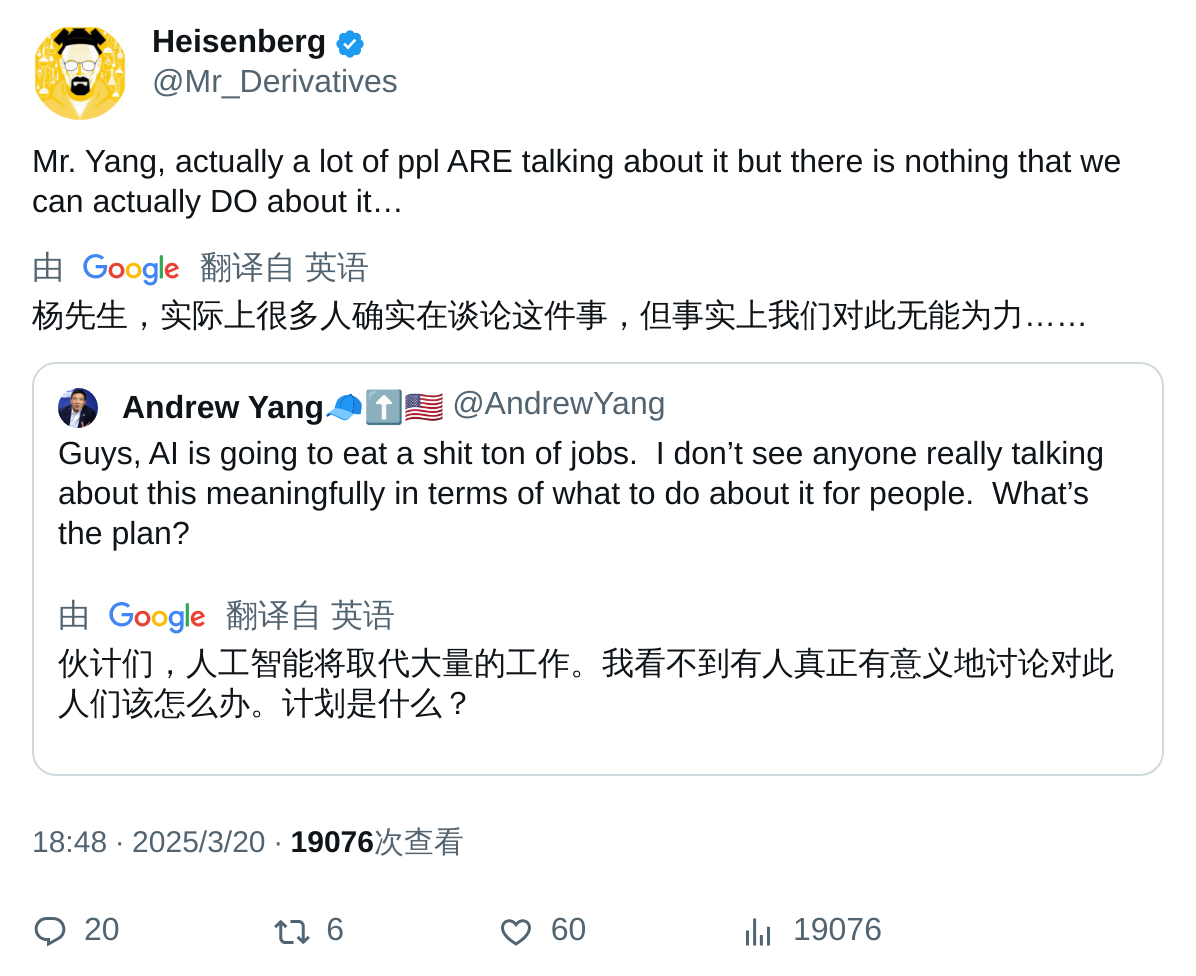 Heisenberg
@Mr_Derivatives
Mr. Yang, actually a lot of ppl ARE talking about it but there is nothing that we
can actually DO about it…
由 Google 翻译自 英语
杨先生，实际上很多人确实在谈论这件事，但事实上我们对此无能为力……
Andrew Yang🧢⬆️🇺🇸 @AndrewYang
Guys, AI is going to eat a shit ton of jobs.  I don’t see anyone really talking
about this meaningfully in terms of what to do about it for people.  What’s
the plan?
由 Google 翻译自 英语
伙计们，人工智能将取代大量的工作。我看不到有人真正有意义地讨论对此
人们该怎么办。计划是什么？
18:48 · 2025/3/20 · 19076次查看
20 6 60 19076